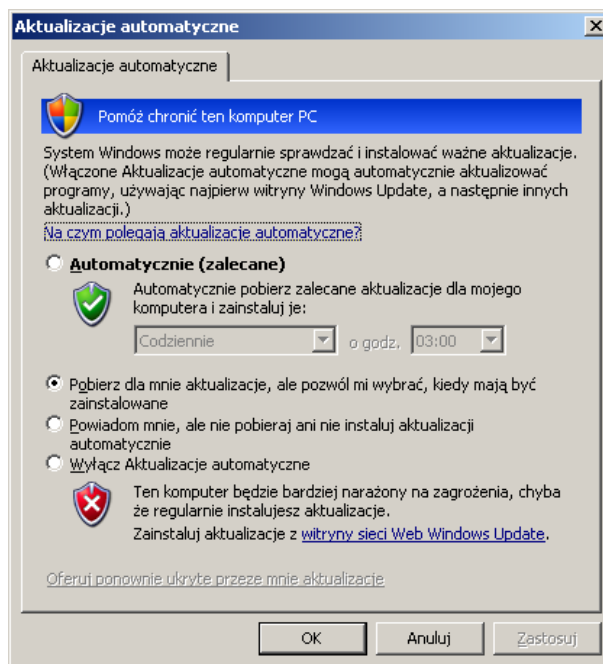 Aktualizacje automatyczne
Aktualizacje automatyczne
Pomóż chronić ten komputer PC
System Windows może regularnie sprawdzać i instalować ważne aktualizacje.
(Włączone Aktualizacje automatyczne mogą automatycznie aktualizować
programy, używając najpierw witryny Windows Update, a następnie innych
aktualizacji.)
Na czym polegają aktualizacje automatyczne?
Automatycznie (zalecane)
Automatycznie pobierz zalecane aktualizacje dla mojego
komputera i zainstaluj je:
Codziennie o godz. 03:00
Pobierz dla mnie aktualizacje, ale pozwól mi wybrać, kiedy mają być
zainstalowane
Powiadom mnie, ale nie pobieraj ani nie instaluj aktualizacji
automatycznie
Wyłącz Aktualizacje automatyczne
Ten komputer będzie bardziej narażony na zagrożenia, chyba
że regularnie instalujesz aktualizacje.
Zainstaluj aktualizacje z witryny sieci Web Windows Update.
Oferuj ponownie ukryte przeze mnie aktualizacje
OK Anuluj Zastosuj